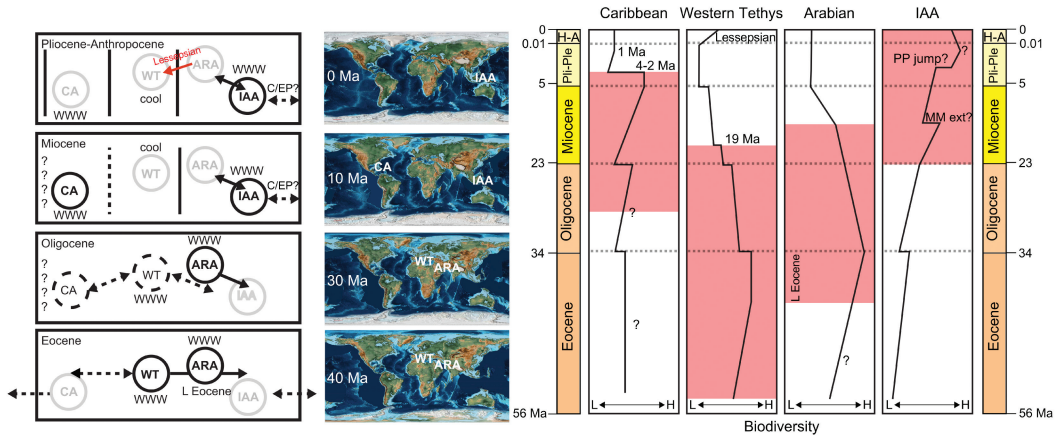 Pliocene-Anthropocene
Lessepsian
ARA
WT
WWW
C/EP?
CA
cool
IAA
WWW
Miocene
cool
WWW
?
?
?
?
CA
WT
ARA
IAA
C/EP?
WWW
Oligocene
WWW
?
?
?
?
CA
WT
ARA
IAA
WWW
Eocene
WWW
CA
WT
ARA
IAA
WWW
L Eocene
0 Ma
IAA
10 Ma
CA
IAA
30 Ma
WT
ARA
40 Ma
WT
ARA
Caribbean
Western Tethys
Arabian
IAA
0
H-A
0.01
Pli-Ple
5
Miocene
23
Oligocene
34
Eocene
56 Ma
1 Ma
4-2 Ma
?
?
L
H
Lessepsian
19 Ma
L
H
L Eocene
?
L
H
PP jump?
?
MM ext?
L
H
0
H-A
0.01
Pli-Ple
5
Miocene
23
Oligocene
34
Eocene
56 Ma
Biodiversity